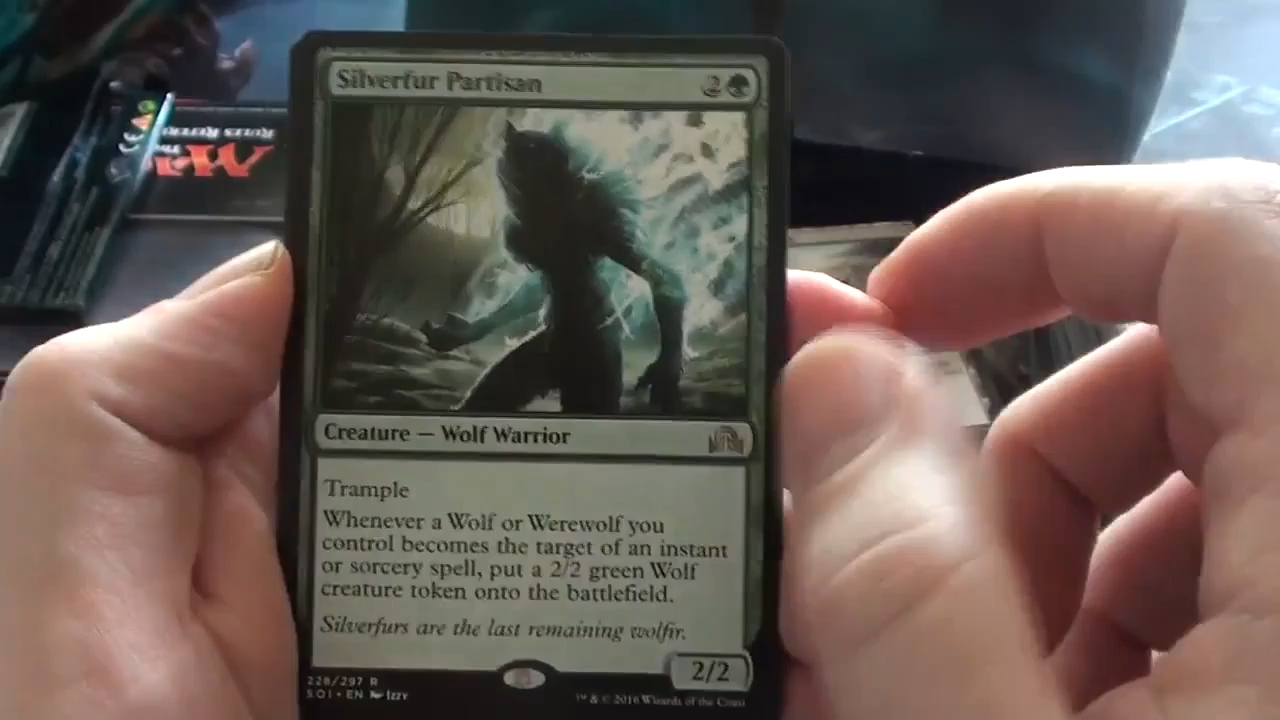 Silverfur Partisan 2
Creature — Wolf Warrior
Trample
Whenever a Wolf or Werewolf you
control becomes the target of an instant
or sorcery spell, put a 2/2 green Wolf
creature token onto the battlefield.
Silverfurs are the last remaining wolfir.
2/2
228/297 R
SOI • EN Izzy
™ & © 2016 Wizards of the Coast